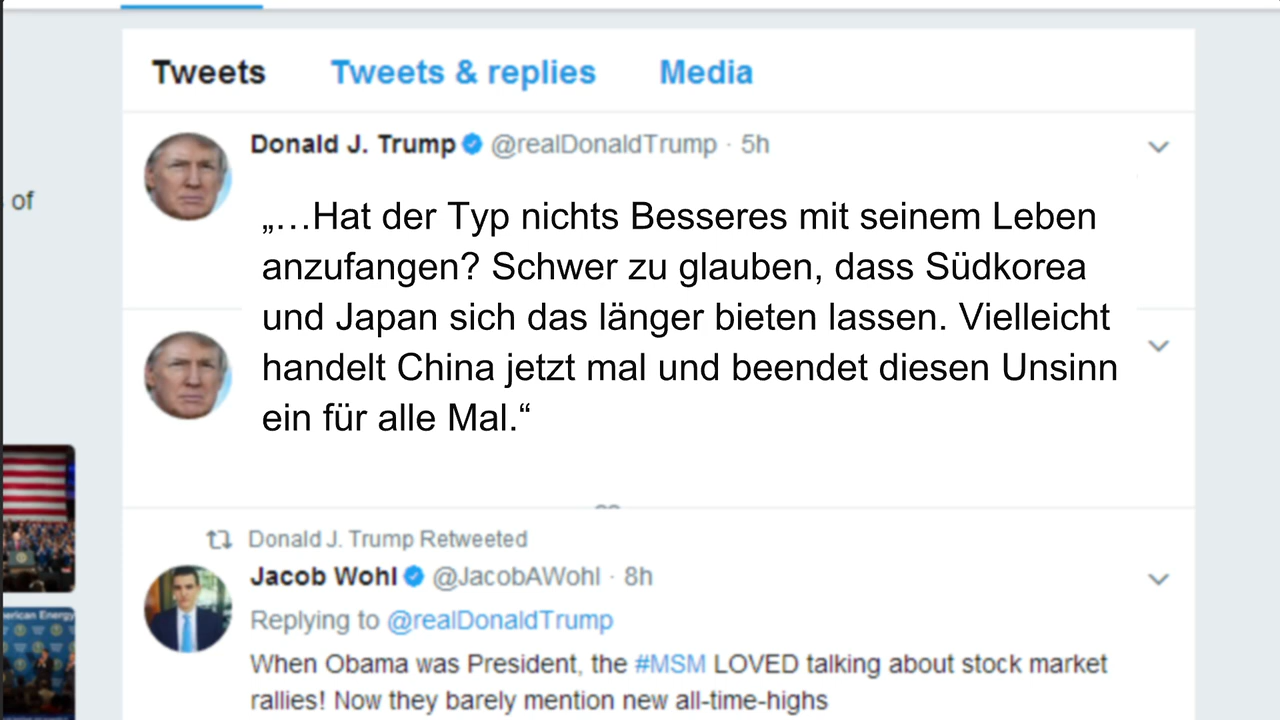 Tweets Tweets & replies Media
Donald J. Trump @realDonaldTrump · 5h
of
„…Hat der Typ nichts Besseres mit seinem Leben
anzufangen? Schwer zu glauben, dass Südkorea
und Japan sich das länger bieten lassen. Vielleicht
handelt China jetzt mal und beendet diesen Unsinn
ein für alle Mal.“
Donald J. Trump Retweeted
Jacob Wohl @JacobAWohl · 8h
Replying to @realDonaldTrump
When Obama was President, the #MSM LOVED talking about stock market
rallies! Now they barely mention new all-time-highs
erican Energy